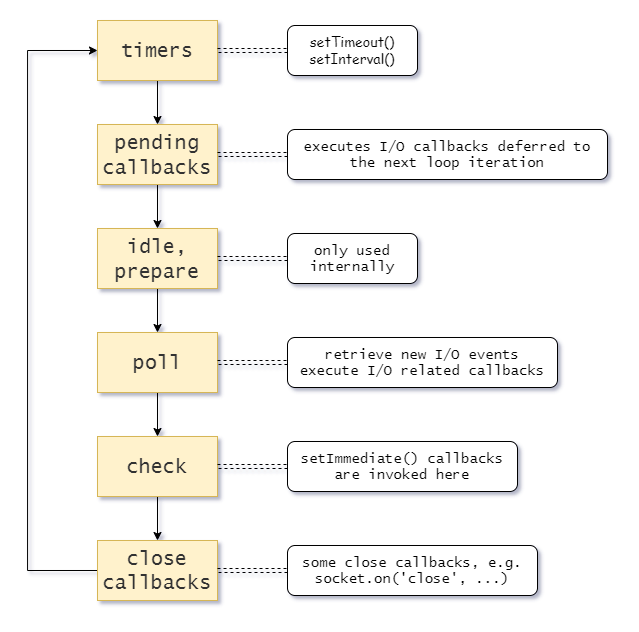 timers
setTimeout()
setInterval()
pending
callbacks
executes I/O callbacks deferred to
the next loop iteration
idle,
prepare
only used
internally
poll
retrieve new I/O events
execute I/O related callbacks
check
setImmediate() callbacks
are invoked here
close
callbacks
some close callbacks, e.g.
socket.on('close', ...)